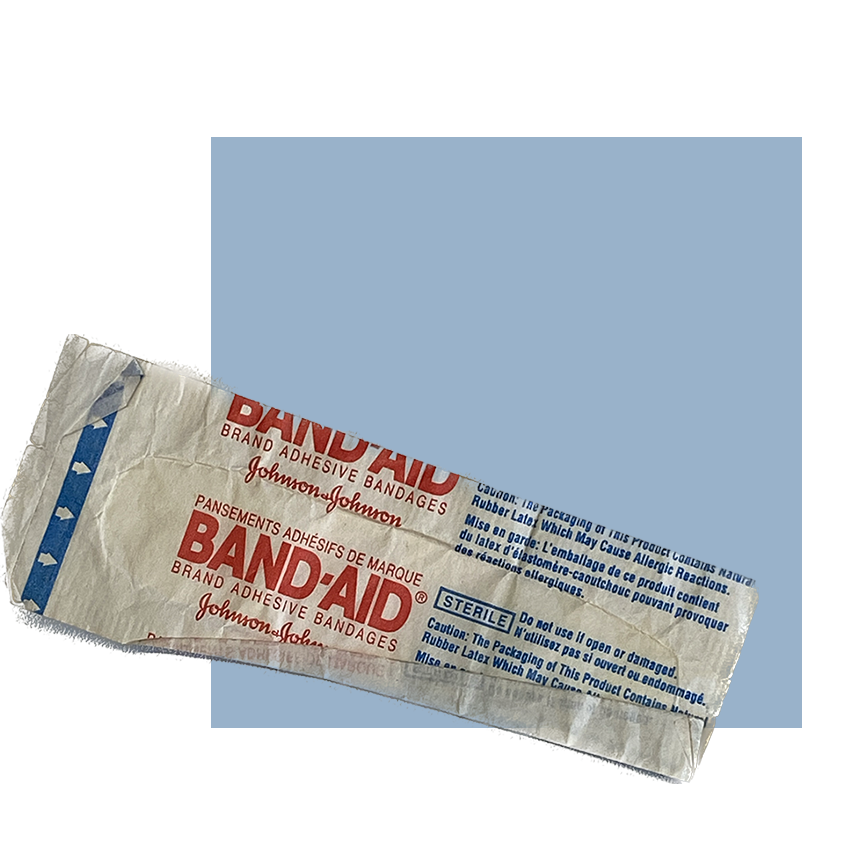 BAND-AID
BRAND ADHESIVE BANDAGES
Johnson & Johnson
Caution: The Packaging of This Product Contains Natural
Rubber Latex Which May Cause Allergic Reactions.
Mise en garde: L'emballage de ce produit contient
du latex d'élastomère-caoutchouc pouvant provoquer
des réactions allergiques.
PANSEMENTS ADHÉSIFS DE MARQUE
BAND-AID®
BRAND ADHESIVE BANDAGES
Johnson & John
STERILE
Do not use if open or damaged.
N'utilisez pas si ouvert ou endommagé.
Caution: The Packaging of This Product Contains
Rubber Latex Which May Cause
Mise en